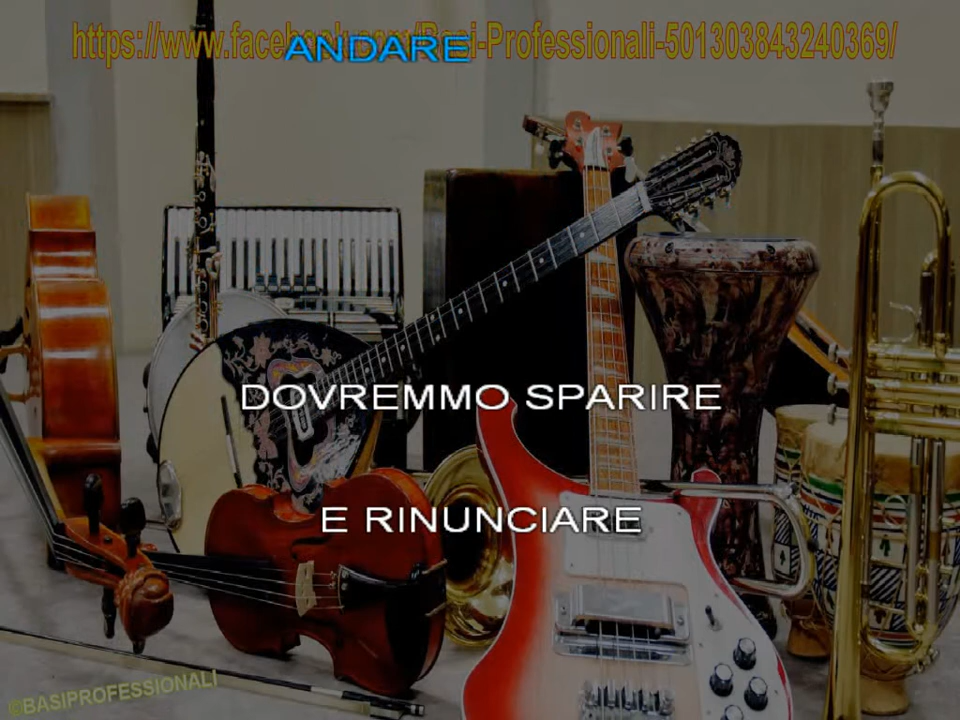 https://www.facebook.com/Basi-Professionali-501303843240369/
ANDARE
DOVREMMO SPARIRE
E RINUNCIARE
©BASIPROFESSIONALI